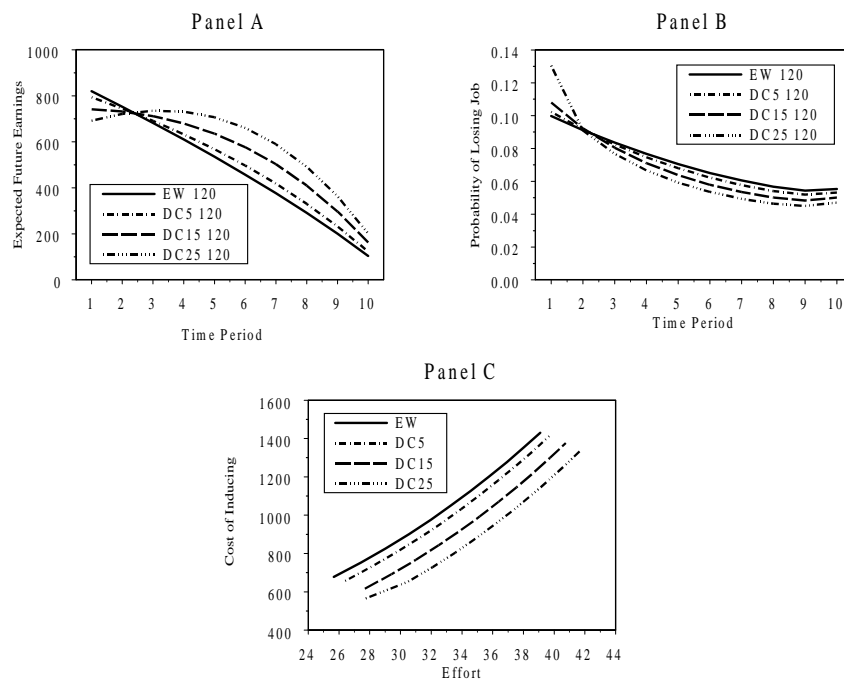 Panel A
Expected Future Earnings
1000
800
600
400
200
0
EW 120
DC5 120
DC15 120
DC25 120
1 2 3 4 5 6 7 8 9 10
Time Period
Panel B
Probability of Losing Job
0.14
0.12
0.10
0.08
0.06
0.04
0.02
0.00
EW 120
DC5 120
DC15 120
DC25 120
1 2 3 4 5 6 7 8 9 10
Time Period
Panel C
Cost of Inducing
1600
1400
1200
1000
800
600
400
EW
DC5
DC15
DC25
24 26 28 30 32 34 36 38 40 42 44
Effort